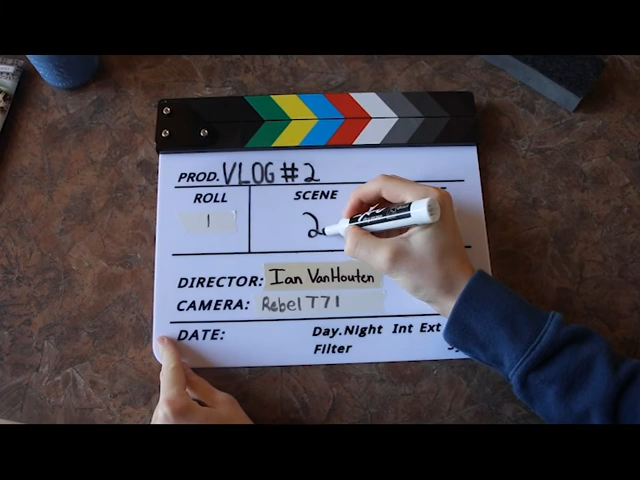 PROD. VLOG #2
ROLL SCENE
1 2
DIRECTOR: Ian VanHouten
CAMERA: Rebel T7I
DATE: Day.Night Int Ext
Filter